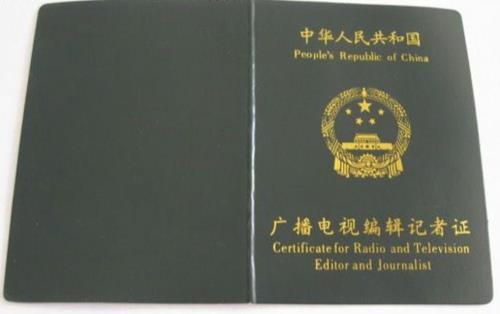 中华人民共和国
People's Republic of China
广播电视编辑记者证
Certificate for Radio and Television
Editor and Journalist